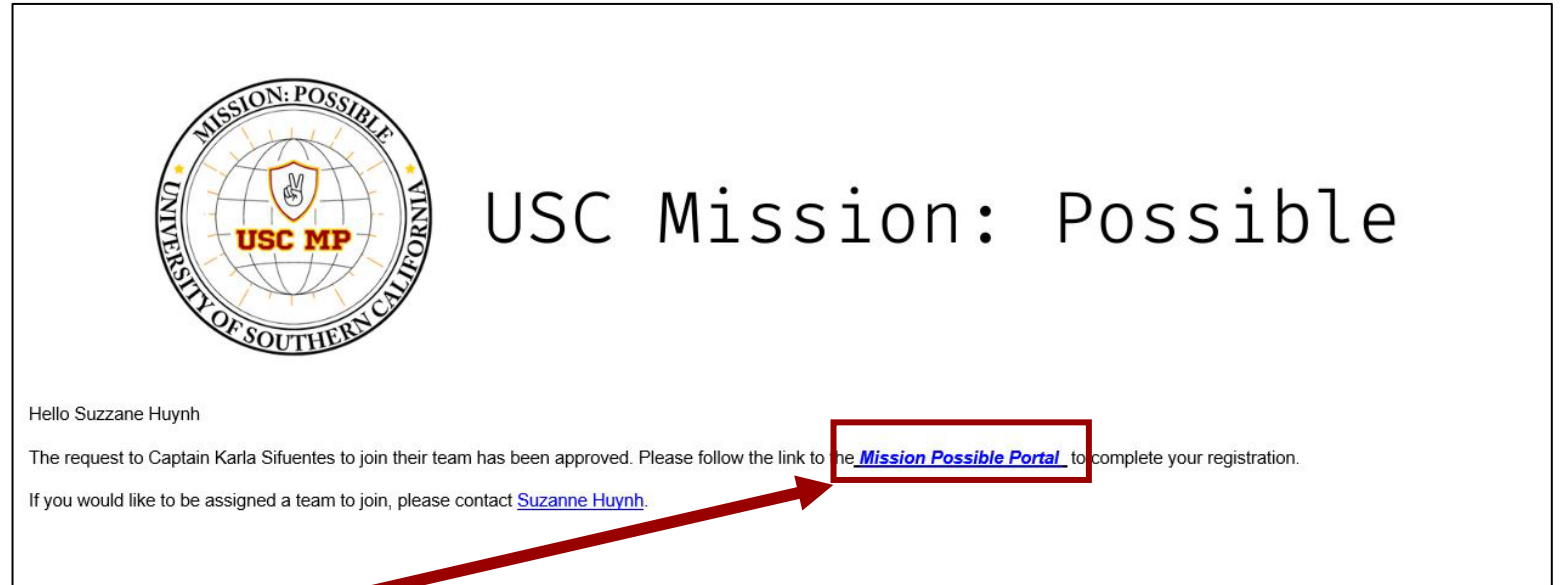 MISSION: POSSIBLE
UNIVERSITY OF SOUTHERN CALIFORNIA
USC MP
USC Mission: Possible
Hello Suzzane Huynh
The request to Captain Karla Sifuentes to join their team has been approved. Please follow the link to the Mission Possible Portal to complete your registration.
If you would like to be assigned a team to join, please contact Suzanne Huynh.